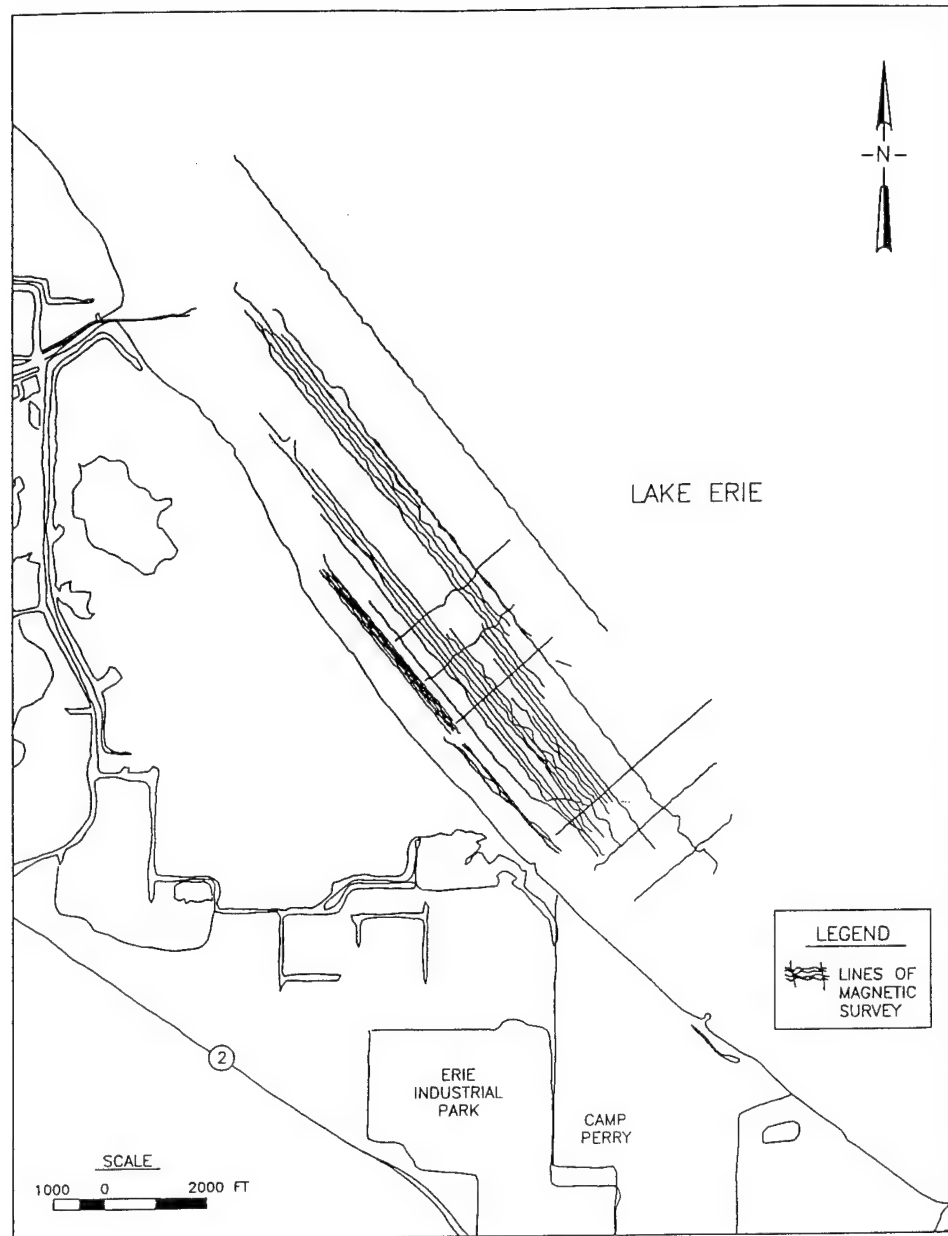 -N-
LAKE ERIE
LEGEND
LINES OF
MAGNETIC
SURVEY
2
ERIE
INDUSTRIAL
PARK
CAMP
PERRY
SCALE
1000 0 2000 FT